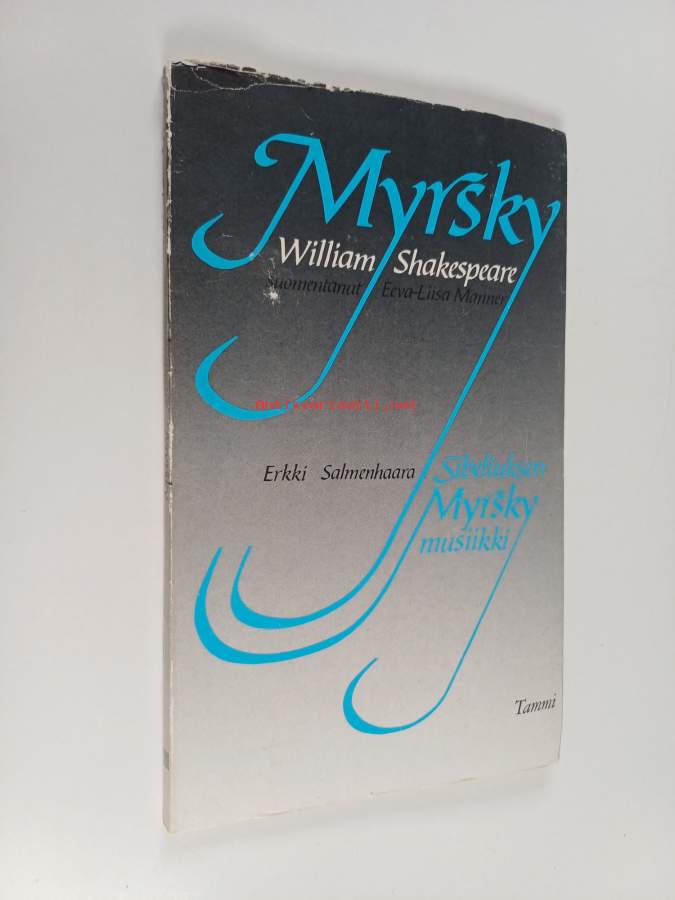 Myrsky
William Shakespeare
Suomentanut Eeva-Liisa Manner
antikvariaatti.net
Erkki Salmenhaara Sibeliuksen
Myrsky
musiikki
Tammi